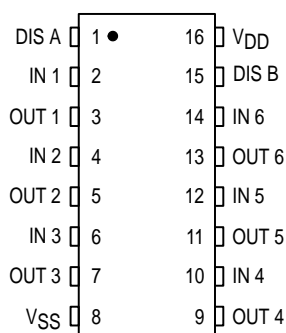 DIS A 1 16 VDD
IN 1 2 15 DIS B
OUT 1 3 14 IN 6
IN 2 4 13 OUT 6
OUT 2 5 12 IN 5
IN 3 6 11 OUT 5
OUT 3 7 10 IN 4
VSS 8 9 OUT 4